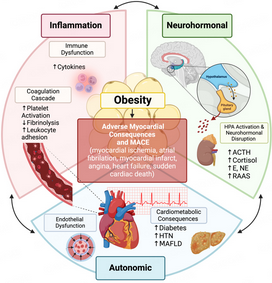 Inflammation
Neurohormonal
Immune
Dysfunction
↑ Cytokines
Coagulation
Cascade
↑ Platelet
Activation
↓ Fibrinolysis
↑ Leukocyte
adhesion
Hypothalamus
Pituitary
gland
Obesity
Adverse Myocardial
Consequences
and MACE
(myocardial ischemia, atrial
fibrilation, myocardial infarct,
angina, heart failure, sudden
cardiac death)
HPA Activation &
Neurohormonal
Disruption
↑ ACTH
↑ Cortisol
↑ E, NE
↑ RAAS
Endothelial
Dysfunction
Cardiometabolic
Consequences
↑ Diabetes
↑ HTN
↑ MAFLD
Autonomic